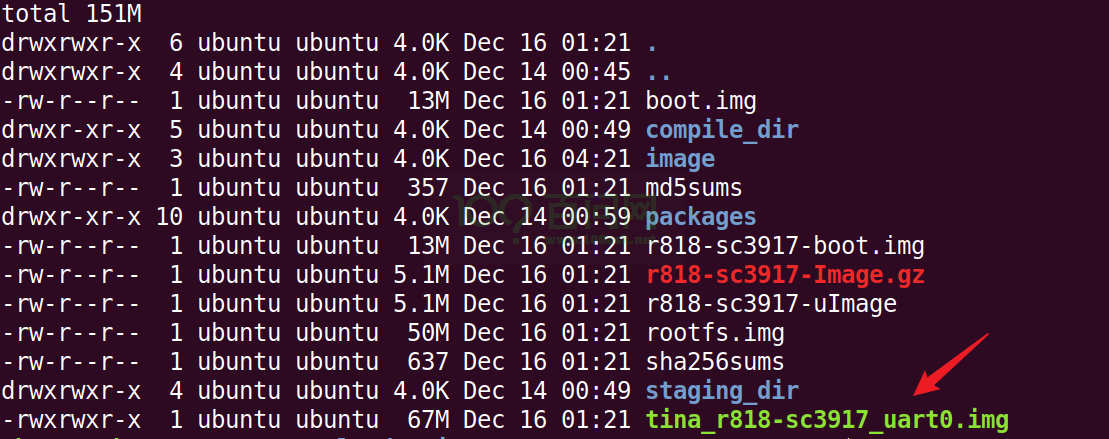 total 151M
drwxrwxr-x  6 ubuntu ubuntu 4.0K Dec 16 01:21 .
drwxrwxr-x  4 ubuntu ubuntu 4.0K Dec 14 00:45 ..
-rw-r--r--  1 ubuntu ubuntu  13M Dec 16 01:21 boot.img
drwxr-xr-x  5 ubuntu ubuntu 4.0K Dec 14 00:49 compile_dir
drwxrwxr-x  3 ubuntu ubuntu 4.0K Dec 16 04:21 image
-rw-r--r--  1 ubuntu ubuntu  357 Dec 16 01:21 md5sums
drwxr-xr-x 10 ubuntu ubuntu 4.0K Dec 14 00:59 packages
-rw-r--r--  1 ubuntu ubuntu  13M Dec 16 01:21 r818-sc3917-boot.img
-rw-r--r--  1 ubuntu ubuntu 5.1M Dec 16 01:21 r818-sc3917-Image.gz
-rw-r--r--  1 ubuntu ubuntu 5.1M Dec 16 01:21 r818-sc3917-uImage
-rw-r--r--  1 ubuntu ubuntu  50M Dec 16 01:21 rootfs.img
-rw-r--r--  1 ubuntu ubuntu  637 Dec 16 01:21 sha256sums
drwxrwxr-x  4 ubuntu ubuntu 4.0K Dec 14 00:49 staging_dir
-rwxrwxr-x  1 ubuntu ubuntu  67M Dec 16 01:21 tina_r818-sc3917_uart0.img